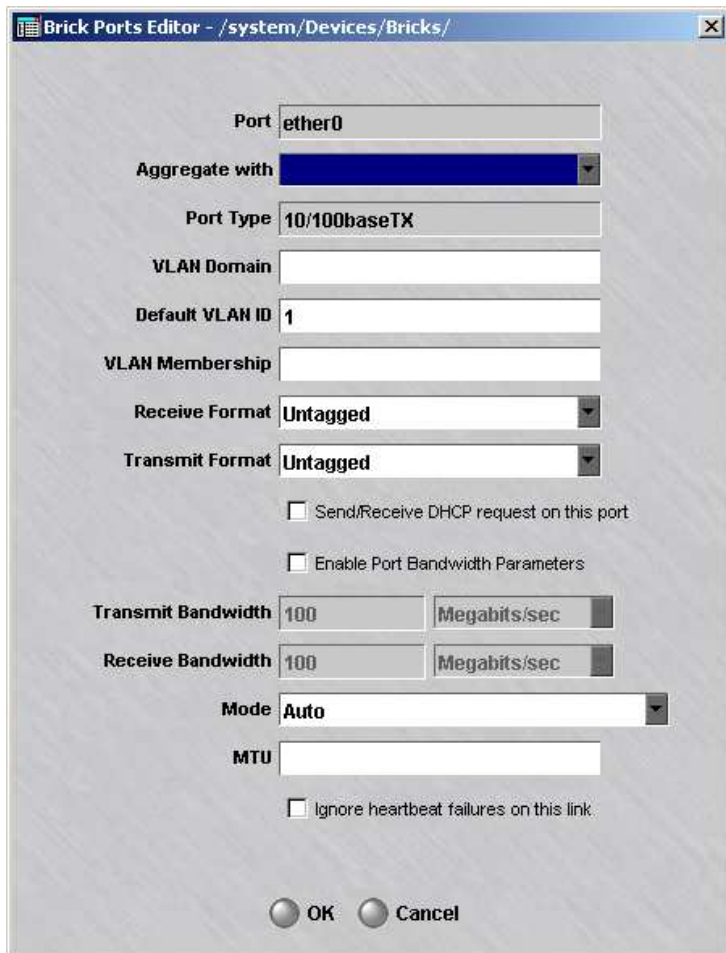 Brick Ports Editor - /system/Devices/Bricks/
Port ether0
Aggregate with
Port Type 10/100baseTX
VLAN Domain
Default VLAN ID 1
VLAN Membership
Receive Format Untagged
Transmit Format Untagged
Send/Receive DHCP request on this port
Enable Port Bandwidth Parameters
Transmit Bandwidth 100 Megabits/sec
Receive Bandwidth 100 Megabits/sec
Mode Auto
MTU
Ignore heartbeat failures on this link
OK Cancel